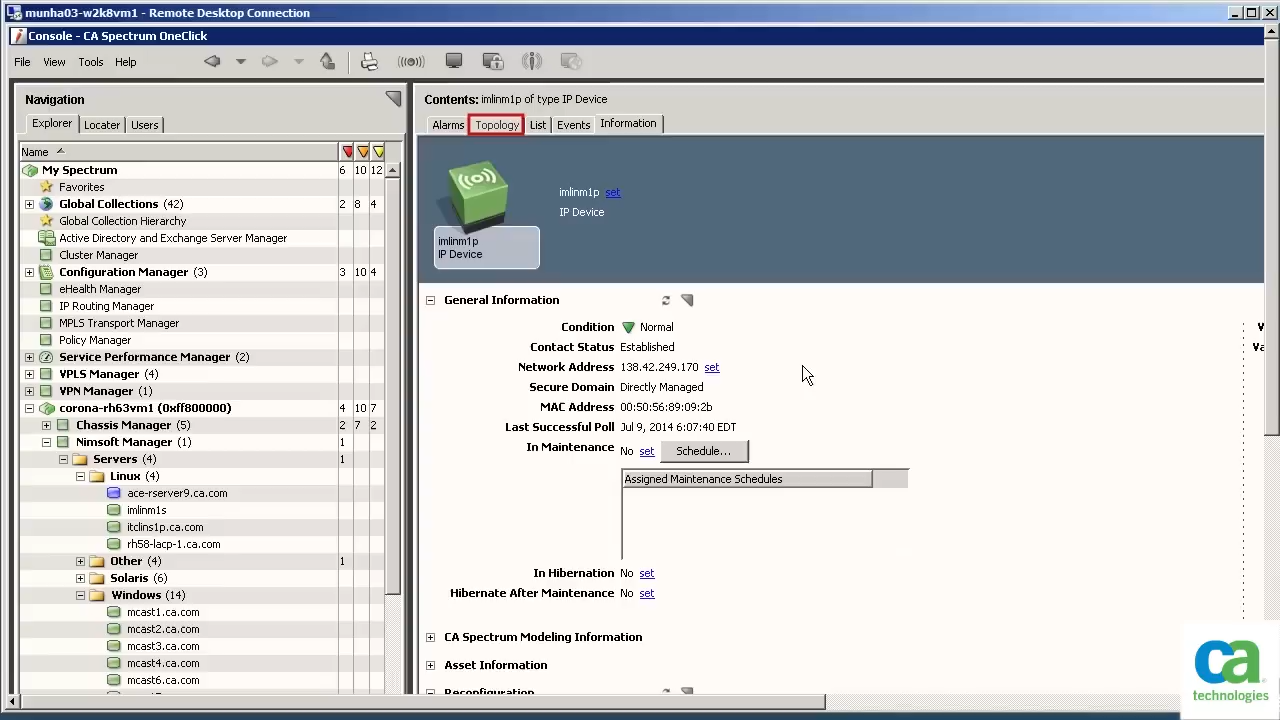 munha03-w2k8vm1 - Remote Desktop Connection
Console - CA Spectrum OneClick
File View Tools Help
Navigation
Explorer Locater Users
Name
My Spectrum 6 10 12
Favorites
Global Collections (42) 2 8 4
Global Collection Hierarchy
Active Directory and Exchange Server Manager
Cluster Manager
Configuration Manager (3) 3 10 4
eHealth Manager
IP Routing Manager
MPLS Transport Manager
Policy Manager
Service Performance Manager (2)
VPLS Manager (4)
VPN Manager (1)
corona-rh63vm1 (0xff800000) 4 10 7
Chassis Manager (5) 2 7 2
Nimsoft Manager (1) 1
Servers (4) 1
Linux (4)
ace-rserver9.ca.com
imlinm1s
itclins1p.ca.com
rh58-lacp-1.ca.com
Other (4) 1
Solaris (6)
Windows (14)
mcast1.ca.com
mcast2.ca.com
mcast3.ca.com
mcast4.ca.com
mcast6.ca.com
Contents: imlinm1p of type IP Device
Alarms Topology List Events Information
imlinm1p set
IP Device
imlinm1p
IP Device
General Information
Condition Normal
Contact Status Established
Network Address 138.42.249.170 set
Secure Domain Directly Managed
MAC Address 00:50:56:89:09:2b
Last Successful Poll Jul 9, 2014 6:07:40 EDT
In Maintenance No set Schedule...
Assigned Maintenance Schedules
In Hibernation No set
Hibernate After Maintenance No set
CA Spectrum Modeling Information
Asset Information
Reconfiguration
ca
technologies